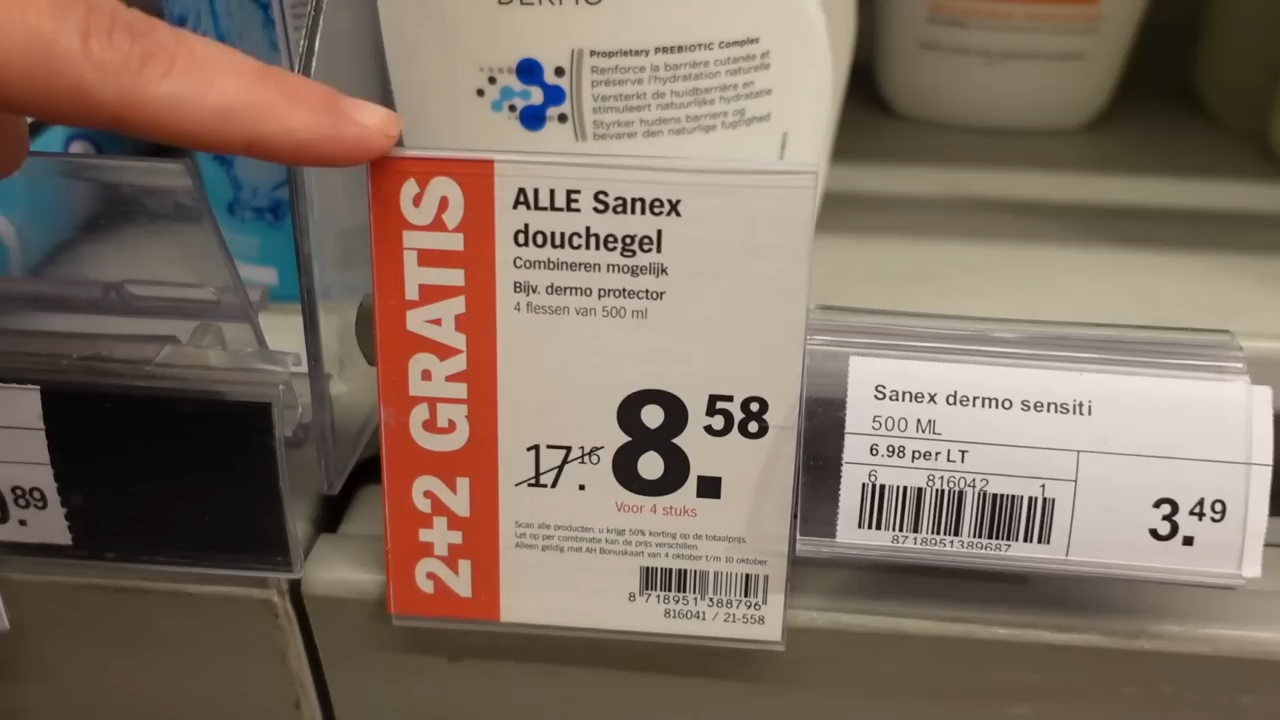 Proprietary PREBIOTIC Complex
Renforce la barrière cutanée et
préserve l'hydratation naturelle
Versterkt de huidbarrière en
stimuleert natuurlijke hydratatie
Styrker hudens barriere og
bevarer den naturlige fugtighed
2+2 GRATIS
ALLE Sanex
douchegel
Combineren mogelijk
Bijv. dermo protector
4 flessen van 500 ml
17.16
8.58
Voor 4 stuks
Scan alle producten, u krijgt 50% korting op de totaalprijs.
Let op per combinatie kan de prijs verschillen.
Alleen geldig met AH Bonuskaart van 4 oktober t/m 10 oktober.
8 718951 388796
816041 / 21-558
Sanex dermo sensiti
500 ML
6.98 per LT
6 816042 1
8718951389687
3.49
.89